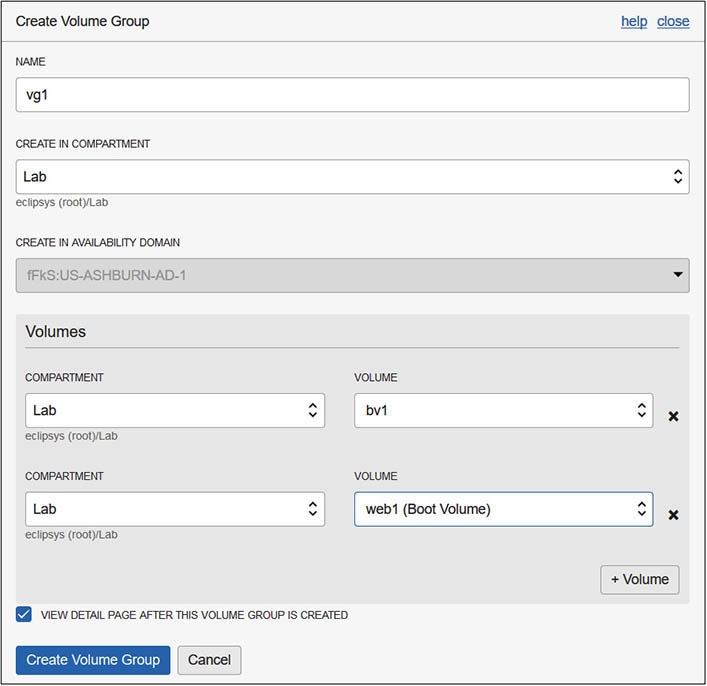 Create Volume Group help close
NAME
vg1
CREATE IN COMPARTMENT
Lab
eclipsys (root)/Lab
CREATE IN AVAILABILITY DOMAIN
fFkS:US-ASHBURN-AD-1
Volumes
COMPARTMENT VOLUME
Lab bv1
eclipsys (root)/Lab
COMPARTMENT VOLUME
Lab web1 (Boot Volume)
eclipsys (root)/Lab
+ Volume
VIEW DETAIL PAGE AFTER THIS VOLUME GROUP IS CREATED
Create Volume Group Cancel